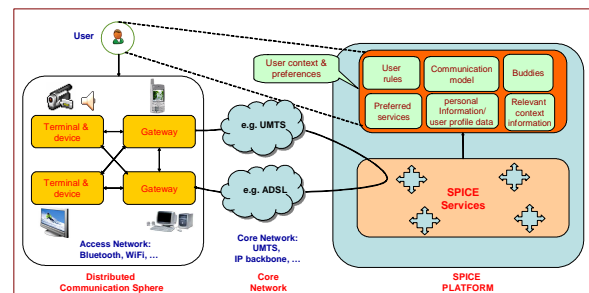 User
User context &
preferences
User
rules
Communication
model
Buddies
Preferred
services
personal
Information/
user profile data
Relevant
context
information
Terminal &
device
Gateway
e.g. UMTS
Terminal &
device
Gateway
e.g. ADSL
SPICE
Services
Access Network:
Bluetooth, WiFi, ...
Core Network:
UMTS,
IP backbone, ...
Distributed
Communication Sphere
Core
Network
SPICE
PLATFORM